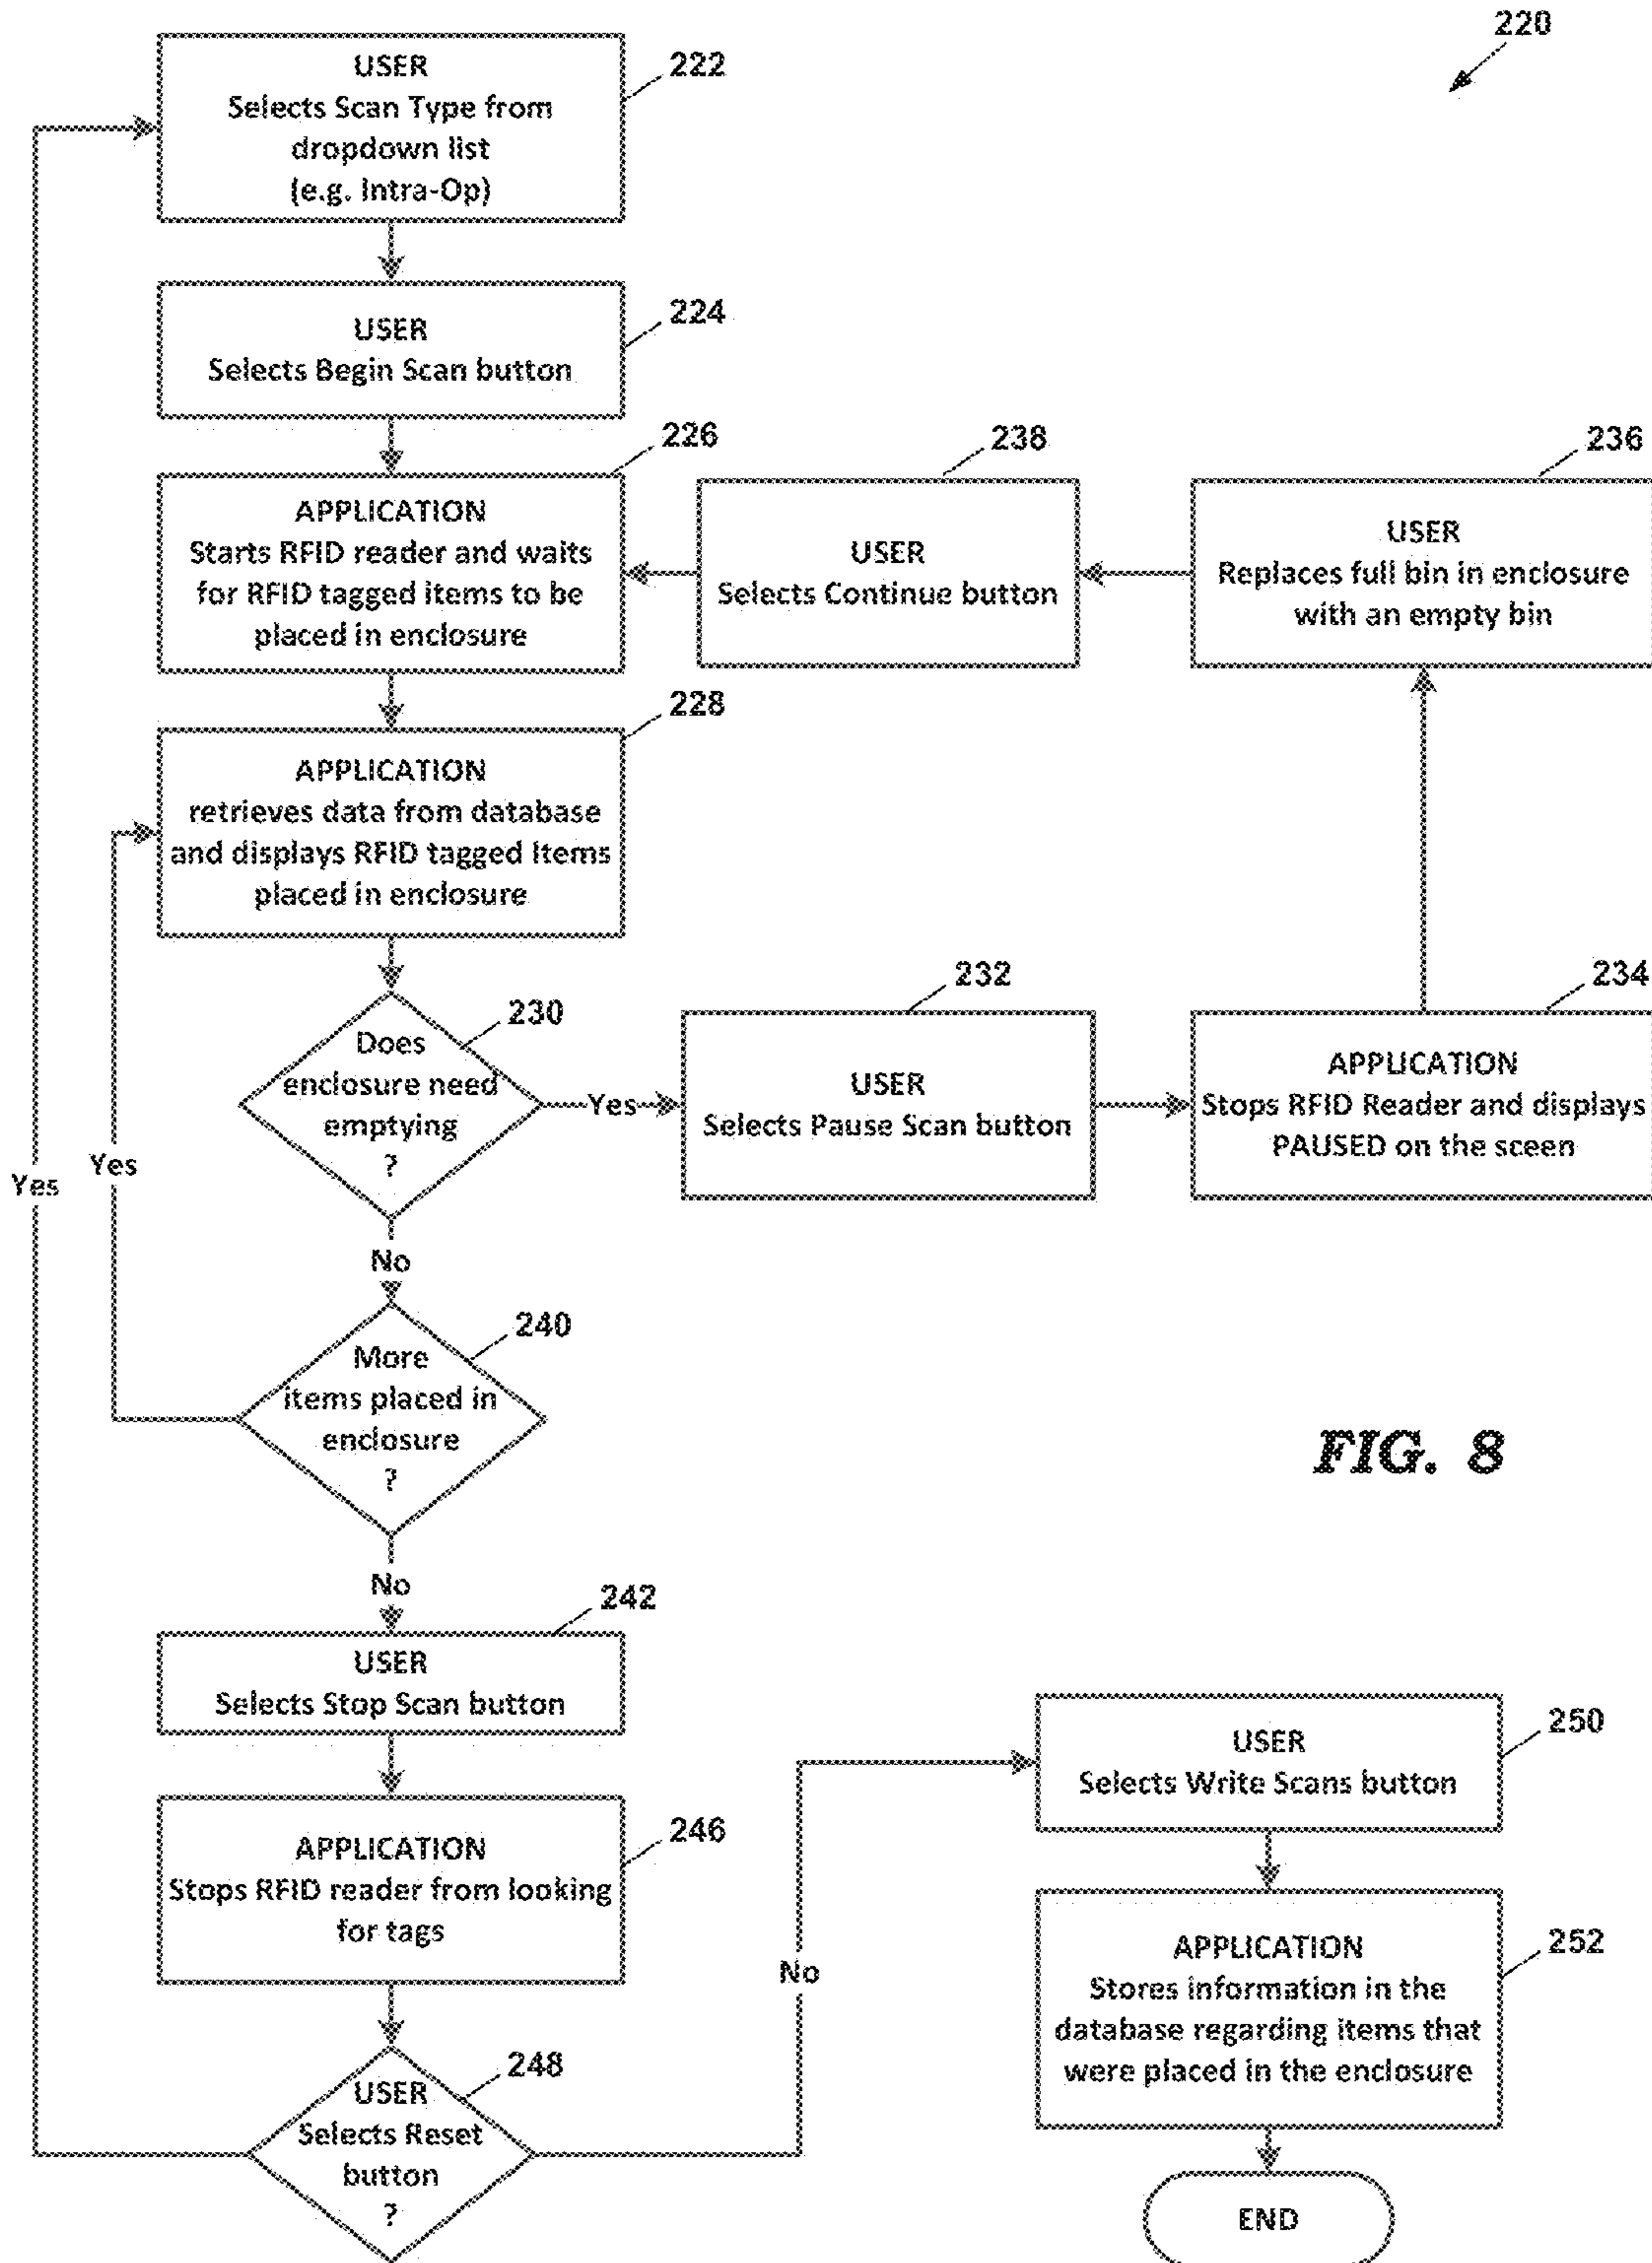 220
USER
Selects Scan Type from
dropdown list
(e.g. Intra-Op)
222
USER
Selects Begin Scan button
224
APPLICATION
Starts RFID reader and waits
for RFID tagged items to be
placed in enclosure
226
USER
Selects Continue button
238
USER
Replaces full bin in enclosure
with an empty bin
236
APPLICATION
retrieves data from database
and displays RFID tagged items
placed in enclosure
228
Does
enclosure need
emptying
?
230
Yes
USER
Selects Pause Scan button
232
APPLICATION
Stops RFID Reader and displays
PAUSED on the sceen
234
Yes
Yes
No
More
items placed in
enclosure
?
240
FIG. 8
No
USER
Selects Stop Scan button
242
APPLICATION
Stops RFID reader from looking
for tags
246
USER
Selects Reset
button
?
248
No
USER
Selects Write Scans button
250
APPLICATION
Stores information in the
database regarding items that
were placed in the enclosure
252
END